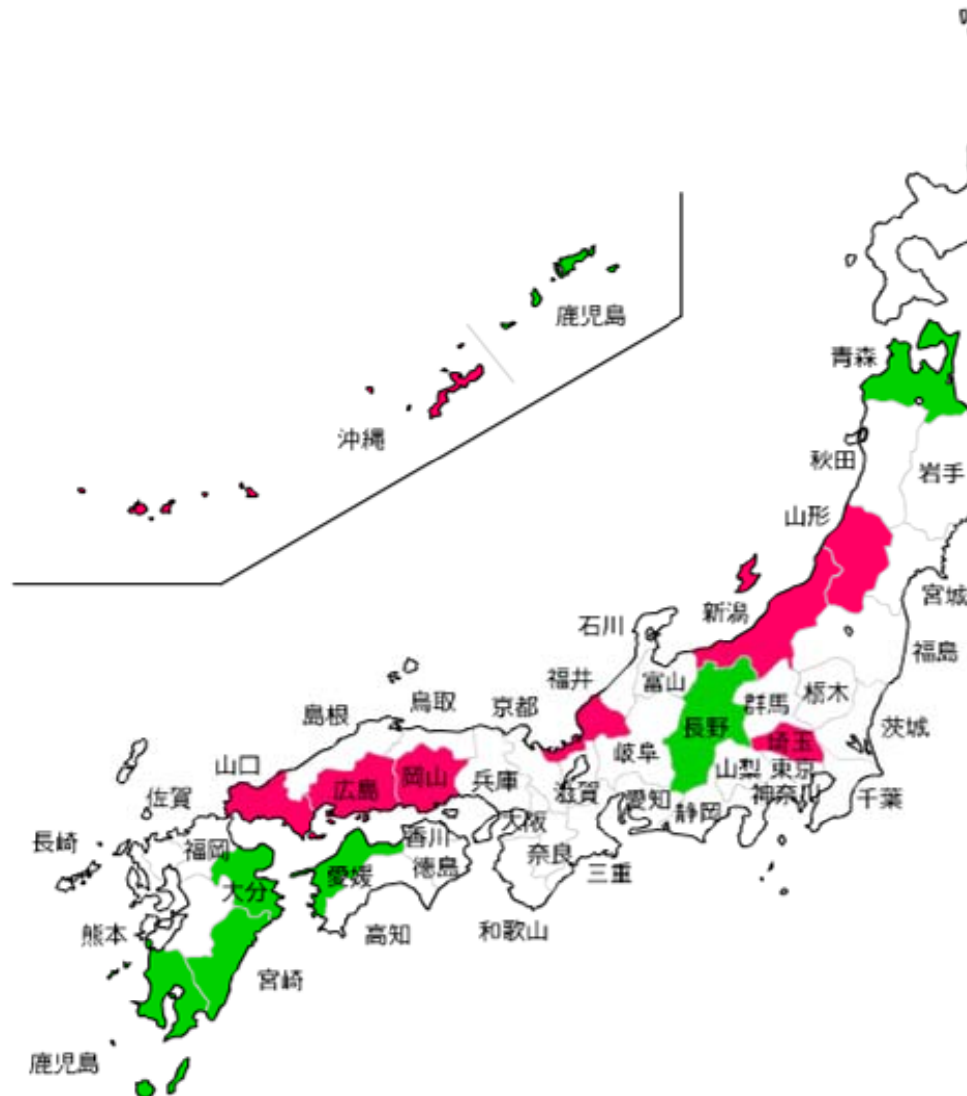 鹿児島
沖縄
青森
秋田
岩手
山形
宮城
新潟
福島
石川
福井
富山
群馬
栃木
茨城
長野
埼玉
京都
鳥取
島根
岐阜
山梨
東京
山口
広島
岡山
兵庫
滋賀
愛知
静岡
神奈川
千葉
佐賀
大阪
香川
長崎
福岡
奈良
三重
徳島
愛媛
大分
高知
和歌山
熊本
宮崎
鹿児島